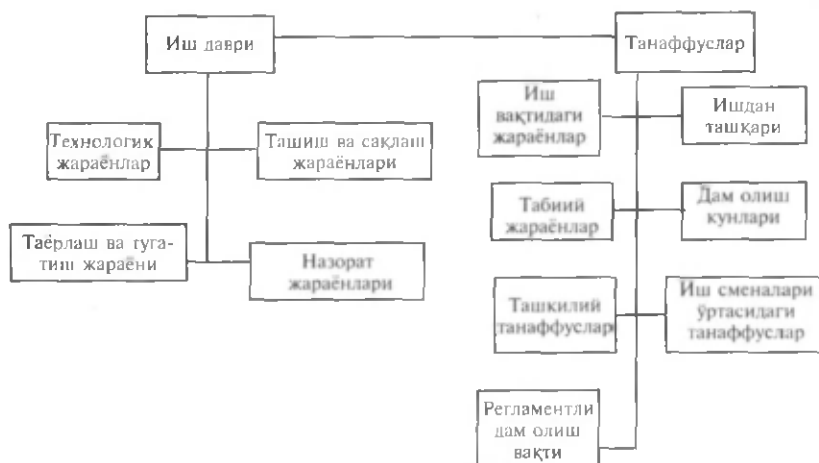 Иш даври
Танаффуслар
Технологик
жараёнлар
Ташиш ва сақлаш
жараёнлари
Таёрлаш ва туга-
тиш жараёни
Назорат
жараёнлари
Иш
вақтидаги
жараёнлар
Ишдан
ташқари
Табиий
жараёнлар
Дам олиш
кунлари
Ташкилий
танаффуслар
Иш сменалари
ўртасидаги
танаффуслар
Регламентли
дам олиш
вақти